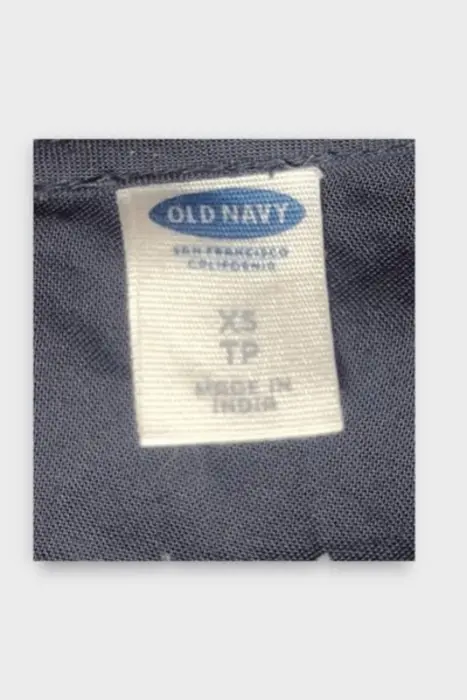 OLD NAVY
SAN FRANCISCO
CALIFORNIA
XS
TP
MADE IN
INDIA